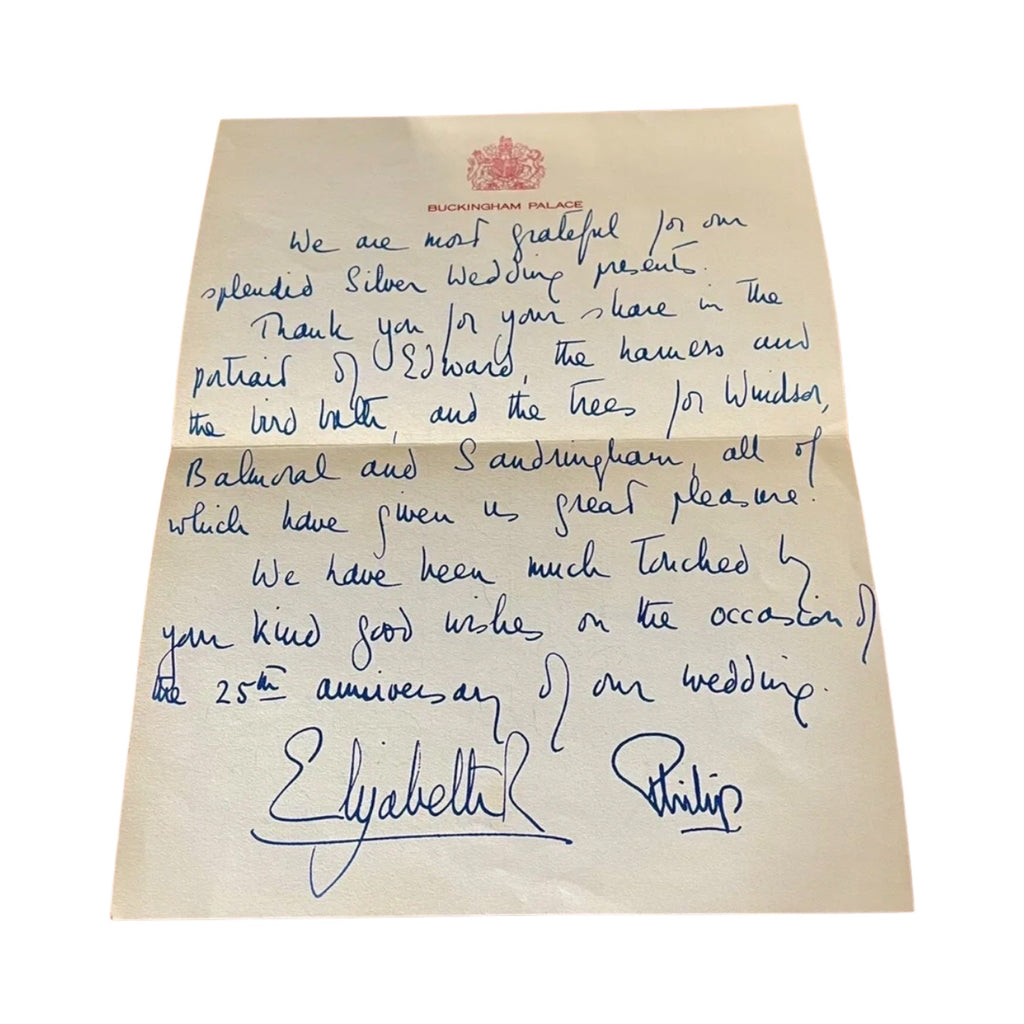 BUCKINGHAM PALACE
We are most grateful for our
splendid Silver Wedding presents.
Thank you for your share in the
portrait of Edward, the harness and
the bird bath, and the trees for Windsor,
Balmoral and Sandringham, all of
which have given us great pleasure.
We have been much touched by
your kind good wishes on the occasion of
the 25th anniversary of our wedding.
Elizabeth R Philip